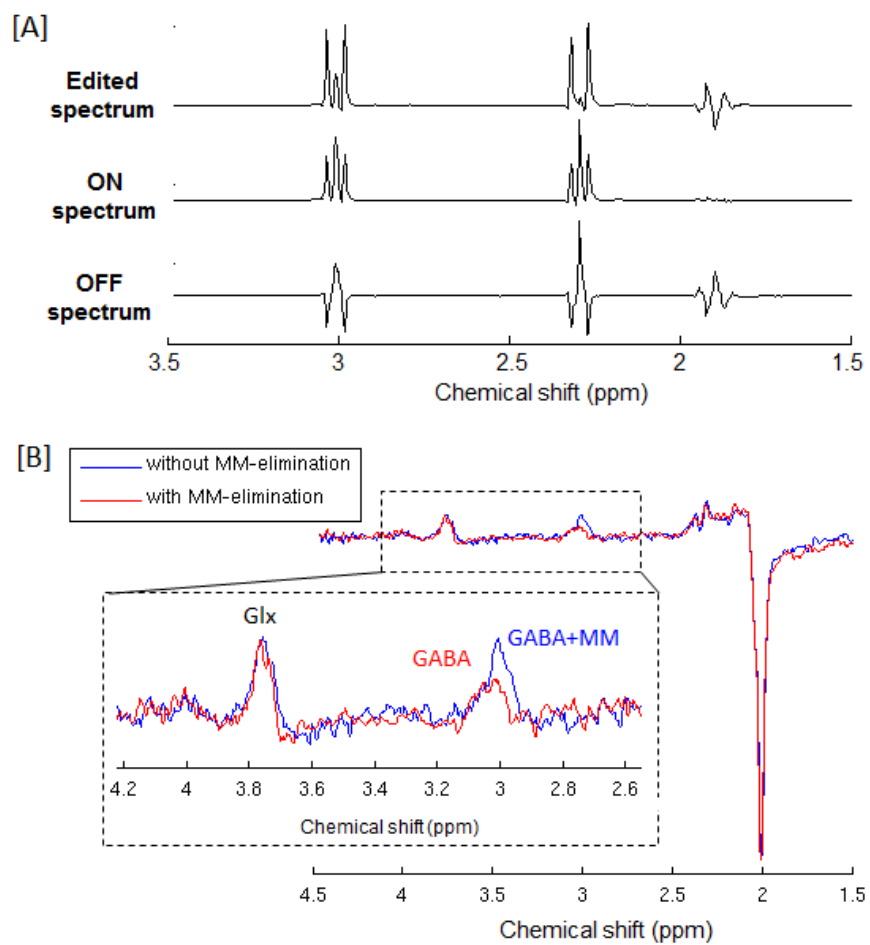 [A]
Edited
spectrum
ON
spectrum
OFF
spectrum
3.5 3 2.5 2 1.5
Chemical shift (ppm)
[B]
without MM-elimination
with MM-elimination
Glx
GABA
GABA+MM
4.2 4 3.8 3.6 3.4 3.2 3 2.8 2.6
Chemical shift (ppm)
4.5 4 3.5 3 2.5 2 1.5
Chemical shift (ppm)